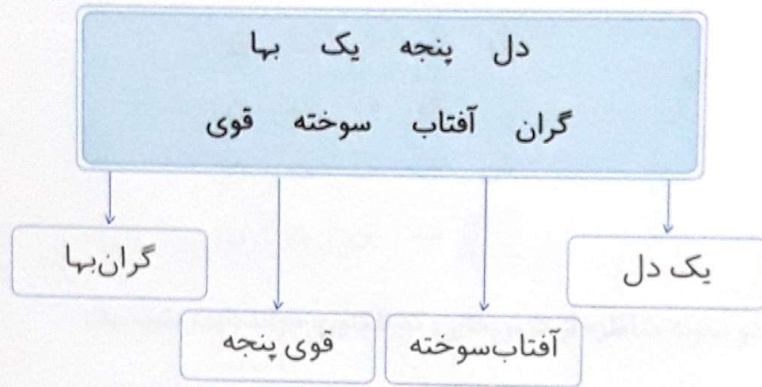 دل پنجه یک بها
گران آفتاب سوخته قوی
یک دل
گران‌بها
آفتاب‌سوخته
قوی پنجه